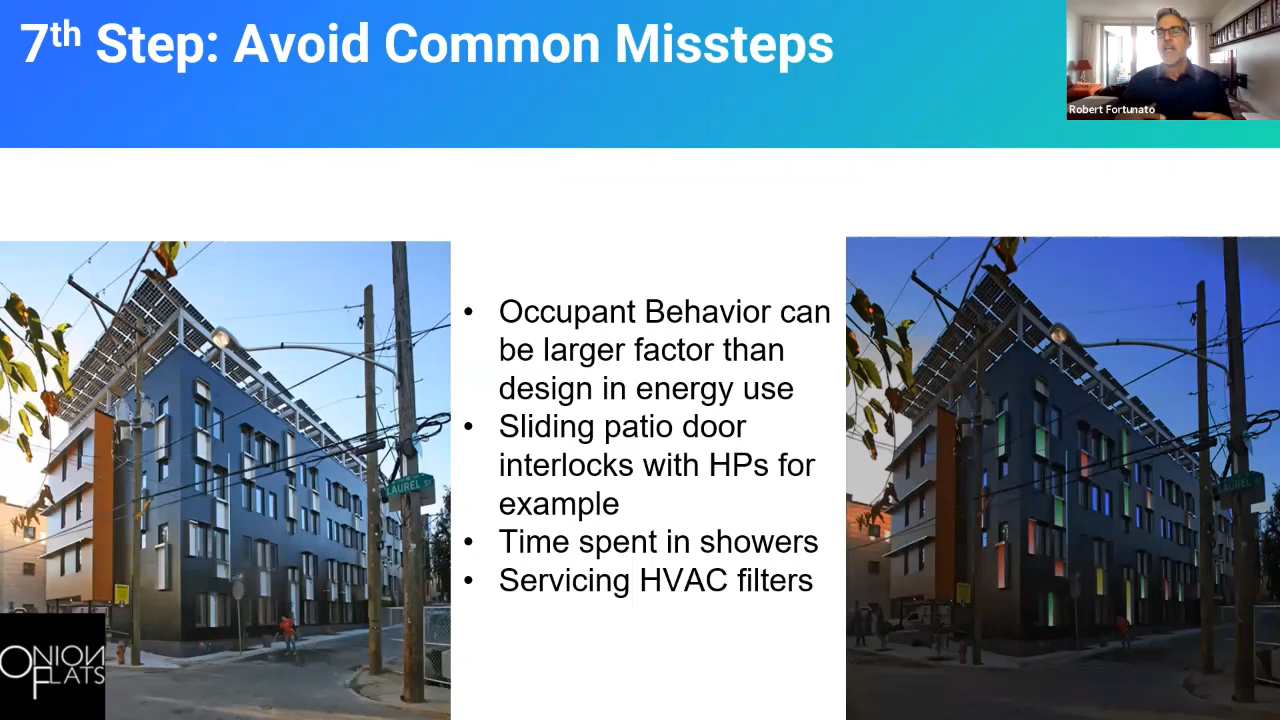 7th Step: Avoid Common Missteps
Robert Fortunato
• Occupant Behavior can
be larger factor than
design in energy use
• Sliding patio door
interlocks with HPs for
example
• Time spent in showers
• Servicing HVAC filters
LAUREL ST
ONION
FLATS
LAUREL